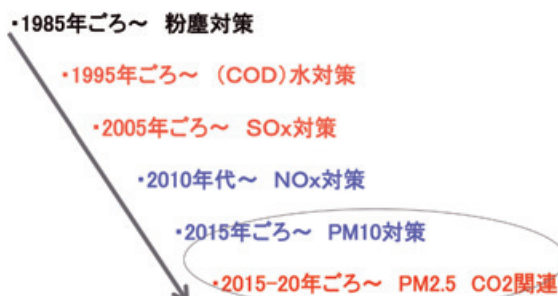 ・1985年ごろ～ 粉塵対策
・1995年ごろ～ （COD）水対策
・2005年ごろ～ SOx対策
・2010年代～ NOx対策
・2015年ごろ～ PM10対策
・2015-20年ごろ～ PM2.5 CO2関連